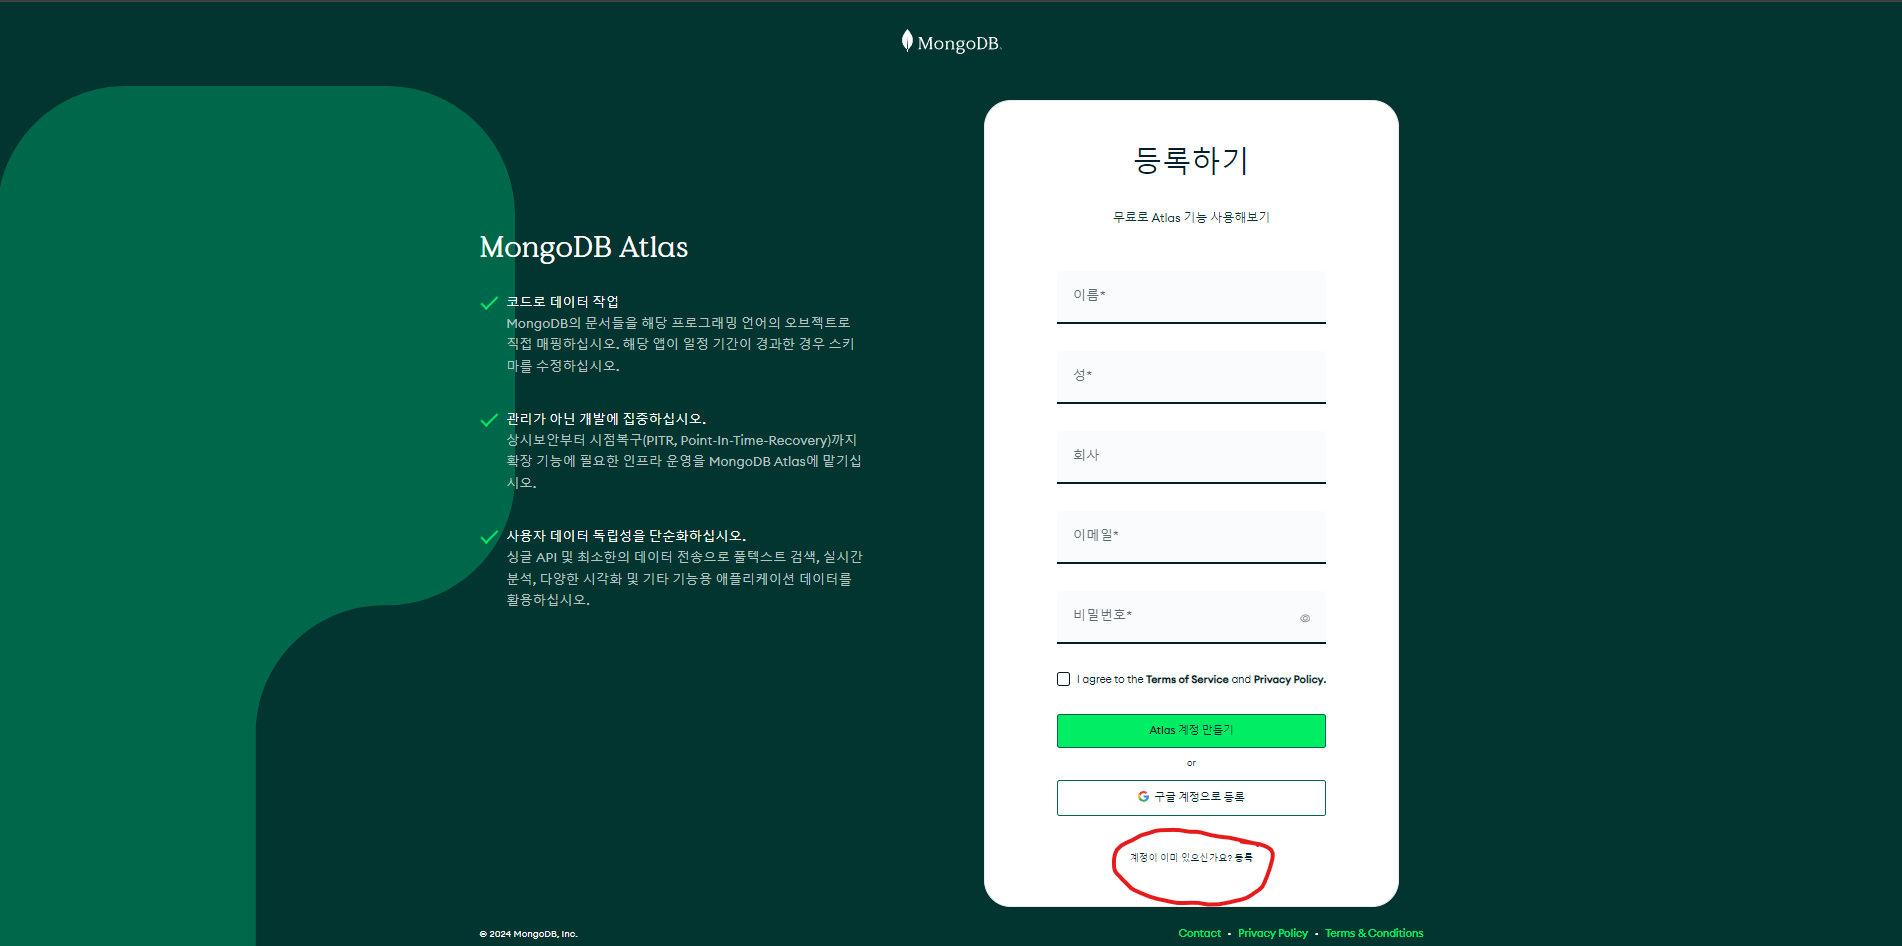 MongoDB.
MongoDB Atlas
코드로 데이터 작업
MongoDB의 문서들을 해당 프로그래밍 언어의 오브젝트로
직접 매핑하십시오. 해당 앱이 일정 기간이 경과한 경우 스키
마를 수정하십시오.
관리가 아닌 개발에 집중하십시오.
상시보안부터 시점복구(PITR, Point-In-Time-Recovery)까지
확장 기능에 필요한 인프라 운영을 MongoDB Atlas에 맡기십
시오.
사용자 데이터 독립성을 단순화하십시오.
싱글 API 및 최소한의 데이터 전송으로 풀텍스트 검색, 실시간
분석, 다양한 시각화 및 기타 기능용 애플리케이션 데이터를
활용하십시오.
등록하기
무료로 Atlas 기능 사용해보기
이름*
성*
회사
이메일*
비밀번호*
I agree to the Terms of Service and Privacy Policy.
Atlas 계정 만들기
or
구글 계정으로 등록
계정이 이미 있으신가요? 등록
© 2024 MongoDB, Inc.
Contact • Privacy Policy • Terms & Conditions